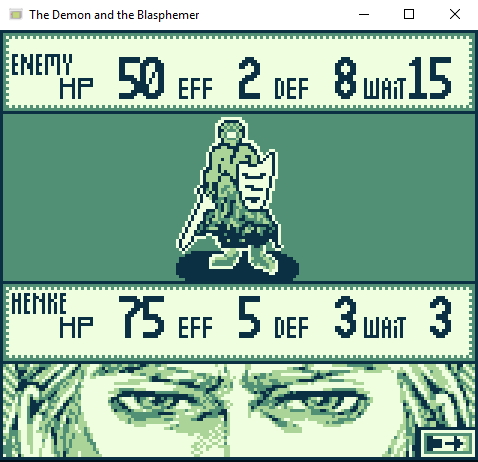 The Demon and the Blasphemer
ENEMY
HP 50 EFF 2 DEF 8 WAiT 15
HENKE
HP 75 EFF 5 DEF 3 WAiT 3